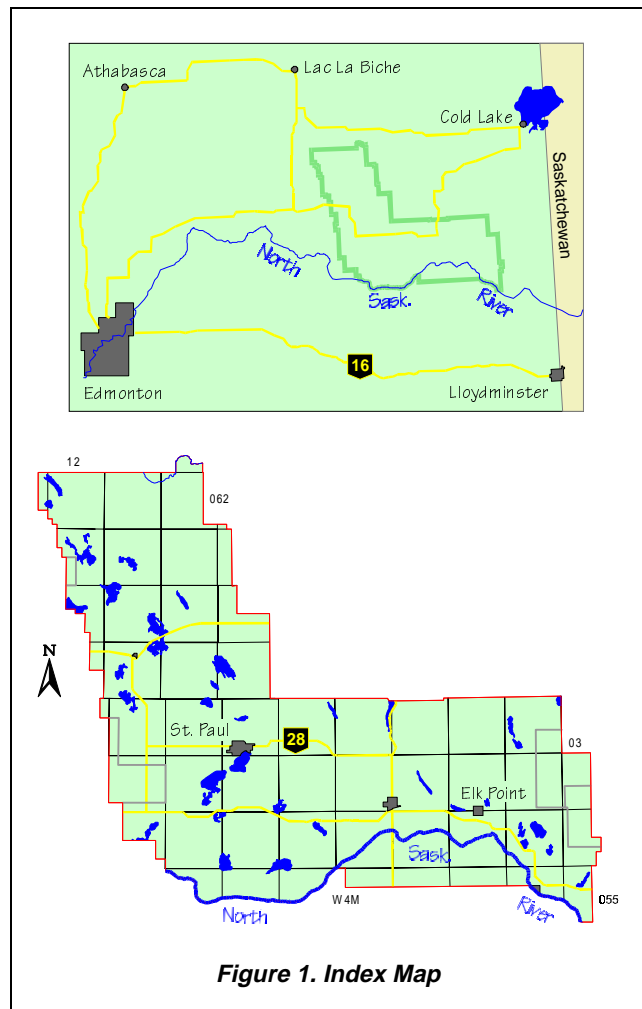 Athabasca
Lac La Biche
Cold Lake
Saskatchewan
North
Sask.
River
16
Edmonton
Lloydminster
12
062
N
St. Paul
28
03
Elk Point
Sask.
North
W4M
River
055
Figure 1. Index Map